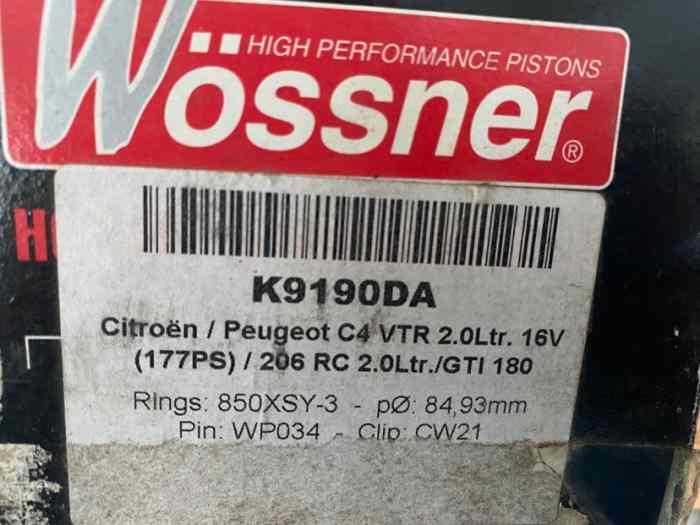 Wössner
HIGH PERFORMANCE PISTONS
®
K9190DA
Citroën / Peugeot C4 VTR 2.0Ltr. 16V
(177PS) / 206 RC 2.0Ltr./GTI 180
Rings: 850XSY-3 - pØ: 84,93mm
Pin: WP034 - Clip: CW21